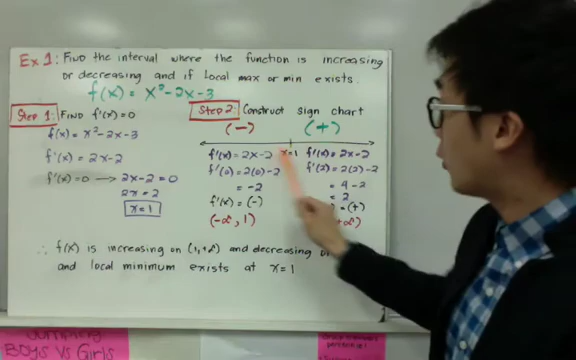 Ex 1: Find the interval where the function is increasing
or decreasing and if Local max or min exists.
f(x) = x²-2x-3
Step 1: Find f'(x)=0
f(x) = x²-2x-3
f'(x) = 2x-2
f'(x)=0 → 2x-2=0
2x=2
x=1
Step 2: Construct sign chart
(-) (+)
x=1
f'(x) = 2x-2
f'(0) = 2(0)-2
= -2
f'(x) = (-)
(-∞, 1)
f'(x) = 2x-2
f'(2) = 2(2)-2
= 4-2
= 2
= (+)
+∞)
∴ f(x) is increasing on (1,+∞) and decreasing
and local minimum exists at x=1
BOYS VS GIRLS